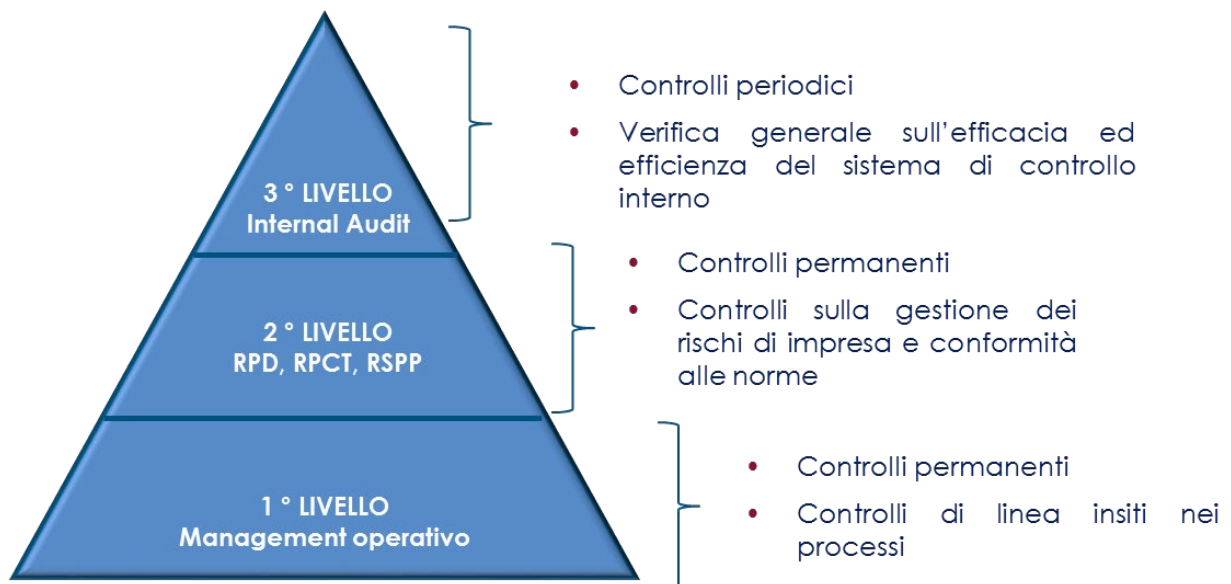 3 ° LIVELLO
Internal Audit
• Controlli periodici
• Verifica generale sull'efficacia ed
efficienza del sistema di controllo
interno
2 ° LIVELLO
RPD, RPCT, RSPP
• Controlli permanenti
• Controlli sulla gestione dei
rischi di impresa e conformità
alle norme
1 ° LIVELLO
Management operativo
• Controlli permanenti
• Controlli di linea insiti nei
processi